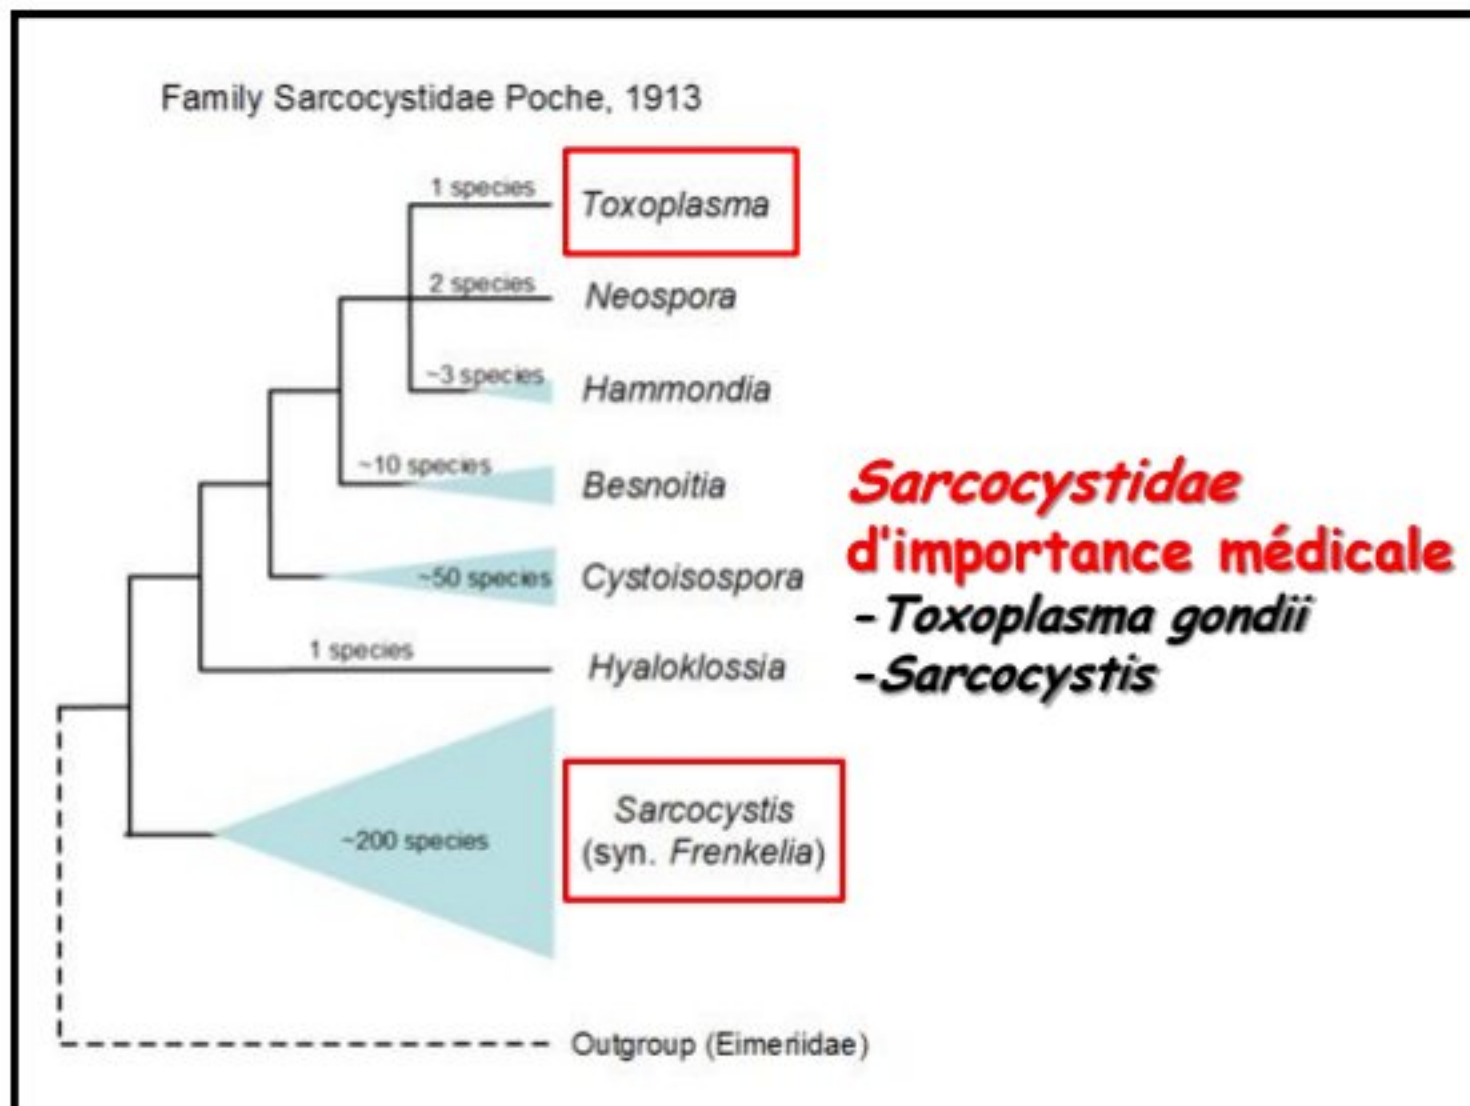 Family Sarcocystidae Poche, 1913
1 species
Toxoplasma
2 species
Neospora
~3 species
Hammondia
~10 species
Besnoitia
~50 species
Cystoisospora
1 species
Hyaloklossia
~200 species
Sarcocystis
(syn. Frenkelia)
Outgroup (Eimeriidae)
Sarcocystidae
d'importance médicale
-Toxoplasma gondii
-Sarcocystis